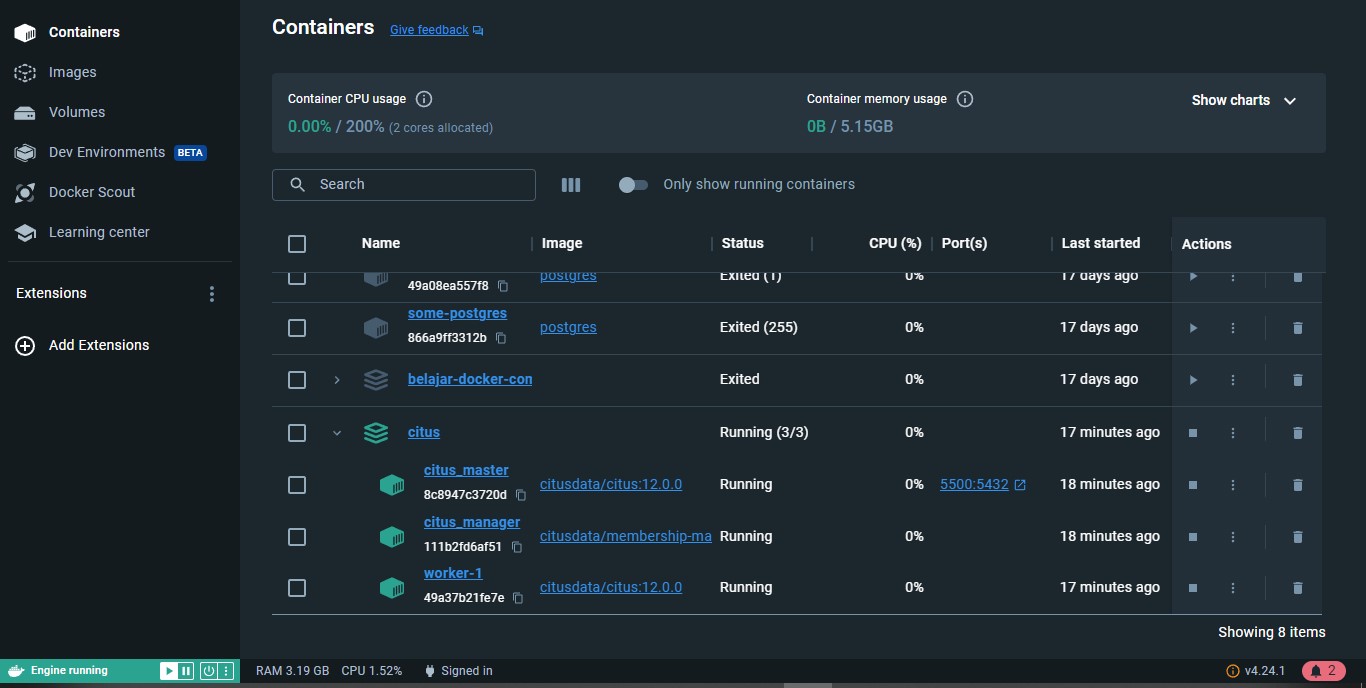 Containers
Images
Volumes
Dev Environments BETA
Docker Scout
Learning center
Extensions
Add Extensions
Containers Give feedback
Container CPU usage
0.00% / 200% (2 cores allocated)
Container memory usage
0B / 5.15GB
Show charts
Search
Only show running containers
Name Image Status CPU (%) Port(s) Last started Actions
49a08ea557f8 postgres Exited (1) 0% 17 days ago
some-postgres
866a9ff3312b postgres Exited (255) 0% 17 days ago
belajar-docker-con Exited 0% 17 days ago
citus Running (3/3) 0% 17 minutes ago
citus_master
8c8947c3720d citusdata/citus:12.0.0 Running 0% 5500:5432 18 minutes ago
citus_manager
111b2fd6af51 citusdata/membership-ma Running 0% 18 minutes ago
worker-1
49a37b21fe7e citusdata/citus:12.0.0 Running 0% 17 minutes ago
Showing 8 items
Engine running RAM 3.19 GB CPU 1.52% Signed in v4.24.1 2